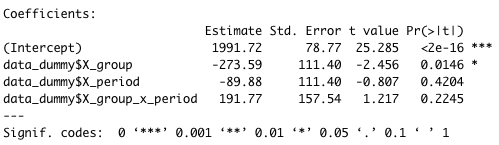 Coefficients:
Estimate Std. Error t value Pr(>|t|)
(Intercept) 1991.72 78.77 25.285 <2e-16 ***
data_dummy$X_group -273.59 111.40 -2.456 0.0146 *
data_dummy$X_period -89.88 111.40 -0.807 0.4204
data_dummy$X_group_x_period 191.77 157.54 1.217 0.2245
---
Signif. codes: 0 ‘***’ 0.001 ‘**’ 0.01 ‘*’ 0.05 ‘.’ 0.1 ‘ ’ 1